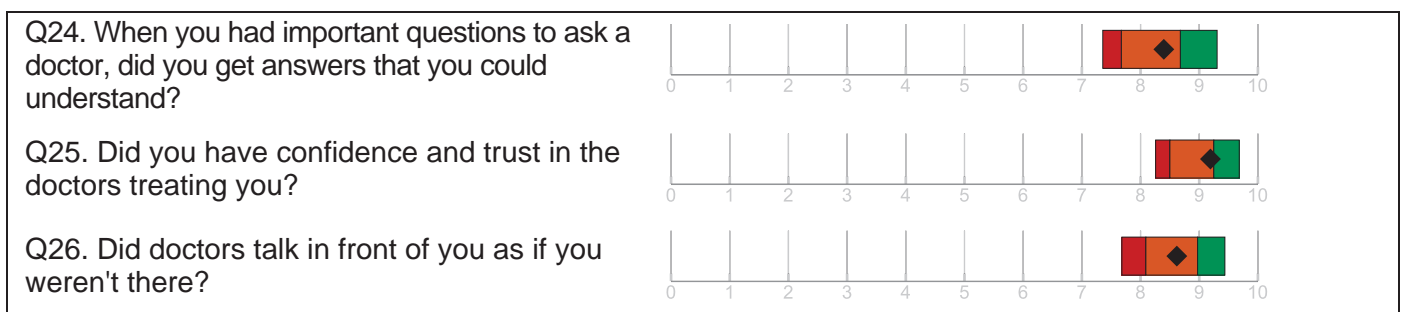 Q24. When you had important questions to ask a
doctor, did you get answers that you could
understand?
0 1 2 3 4 5 6 7 8 9 10
Q25. Did you have confidence and trust in the
doctors treating you?
0 1 2 3 4 5 6 7 8 9 10
Q26. Did doctors talk in front of you as if you
weren't there?
0 1 2 3 4 5 6 7 8 9 10